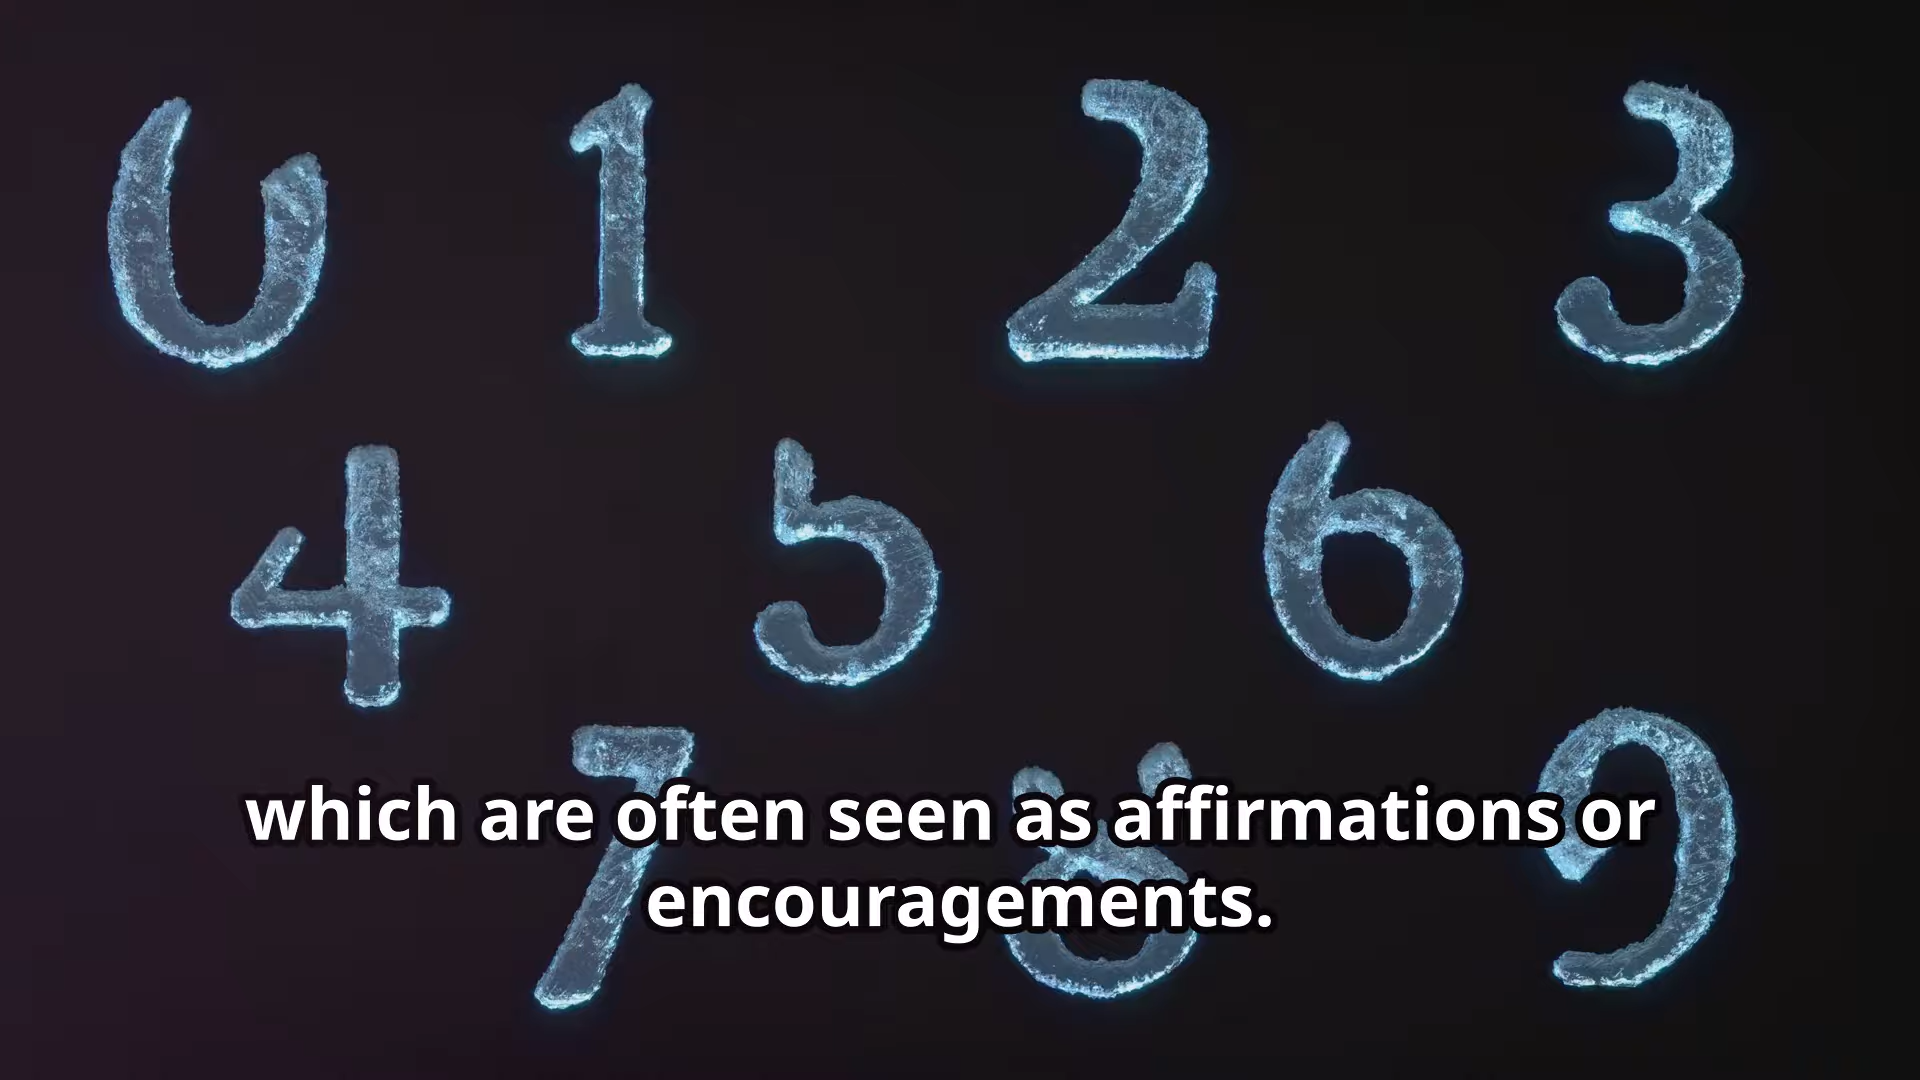 0 1 2 3
4 5 6
7 8 9
which are often seen as affirmations or
encouragements.